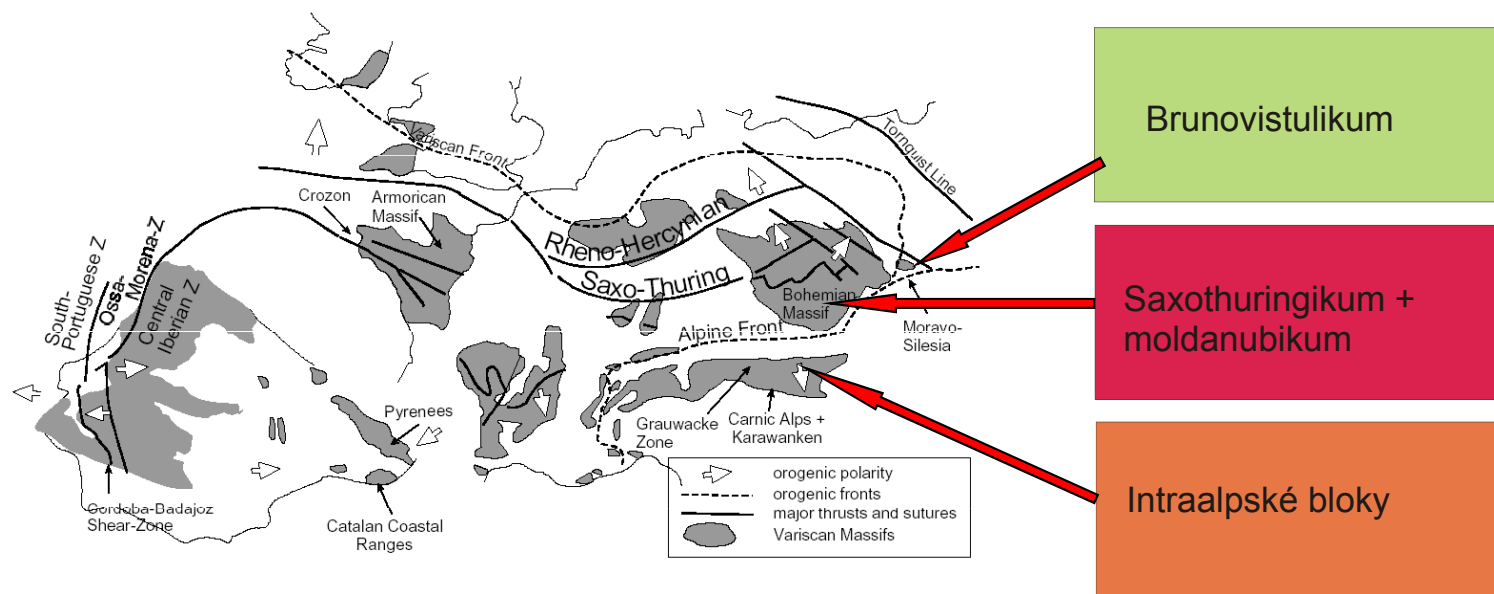 Brunovistulikum
Saxothuringikum +
moldanubikum
Intraalpské bloky
Variscan Front
Tornquist Line
Crozon
Armorican
Massif
Rheno-Hercynian
Saxo-Thuring
Bohemian
Massif
Moravo-
Silesia
Alpine Front
South-
Portuguese Z
Ossa-
Morena-Z
Central
Iberian Z
Pyrenees
Grauwacke
Zone
Carnic Alps +
Karawanken
Cordoba-Badajoz
Shear-Zone
Catalan Coastal
Ranges
orogenic polarity
orogenic fronts
major thrusts and sutures
Variscan Massifs